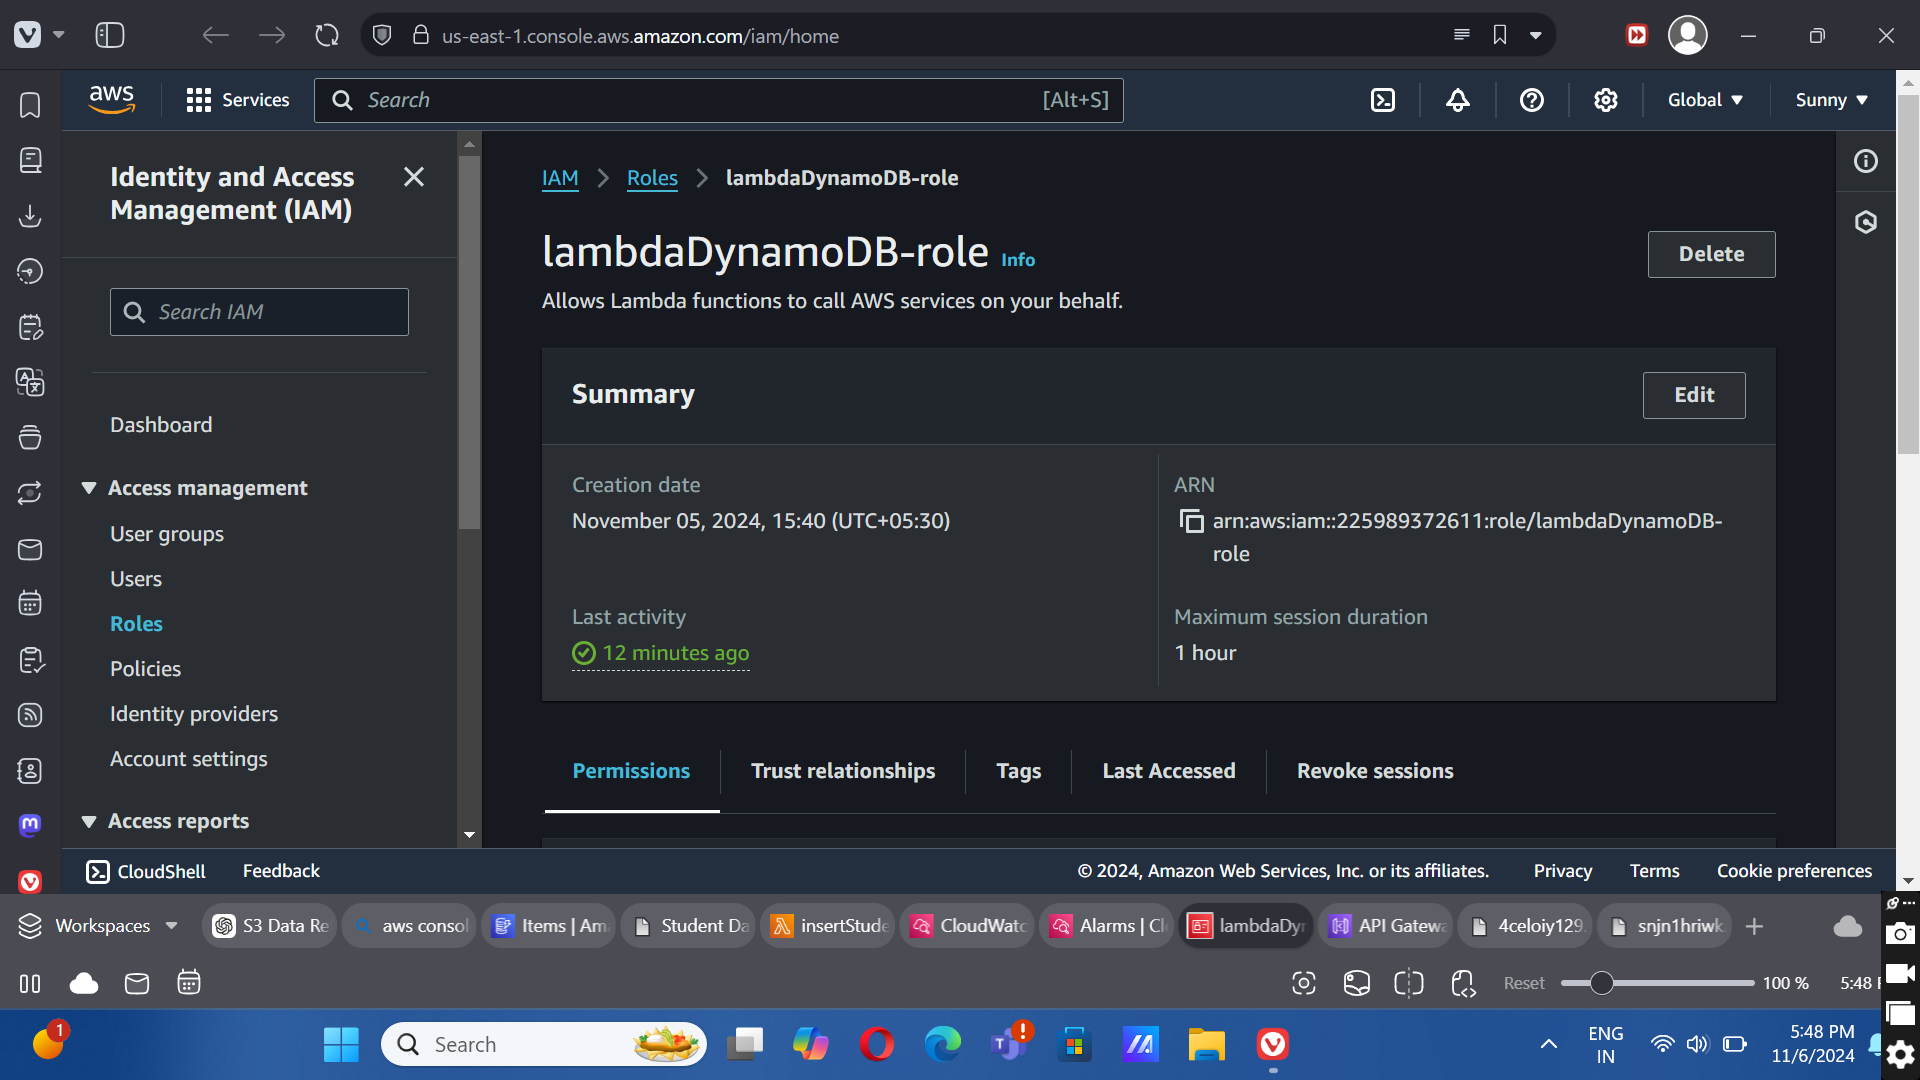 us-east-1.console.aws.amazon.com/iam/home
aws
Services
Search
[Alt+S]
Global
Sunny
Identity and Access
Management (IAM)
Search IAM
Dashboard
Access management
User groups
Users
Roles
Policies
Identity providers
Account settings
Access reports
IAM
Roles
lambdaDynamoDB-role
lambdaDynamoDB-role Info
Delete
Allows Lambda functions to call AWS services on your behalf.
Summary
Edit
Creation date
November 05, 2024, 15:40 (UTC+05:30)
ARN
arn:aws:iam::225989372611:role/lambdaDynamoDB-
role
Last activity
12 minutes ago
Maximum session duration
1 hour
Permissions
Trust relationships
Tags
Last Accessed
Revoke sessions
CloudShell
Feedback
© 2024, Amazon Web Services, Inc. or its affiliates.
Privacy
Terms
Cookie preferences
Workspaces
S3 Data Re
aws consol
Items | Am
Student Da
insertStude
CloudWatc
Alarms | Cl
lambdaDyn
API Gatewa
4celoiy129.
snjn1hriwk.
Reset
100 %
5:48
1
Search
ENG
IN
5:48 PM
11/6/2024